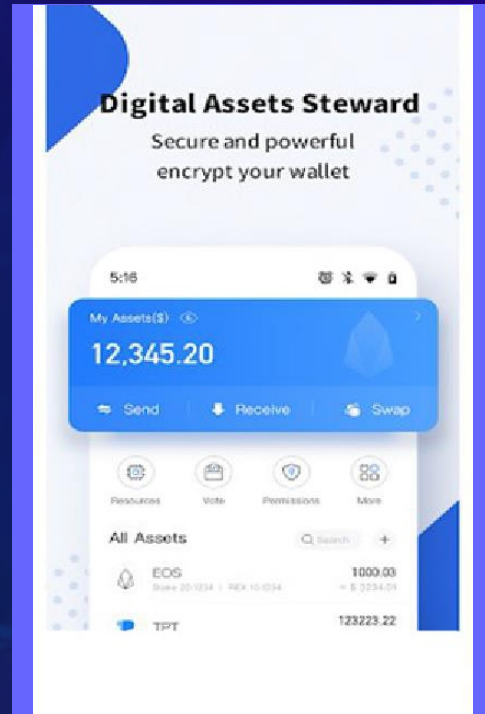 Digital Assets Steward
Secure and powerful
encrypt your wallet
5:16
My Assets($)
12,345.20
Send
Receive
Swap
Resources
Vote
Permissions
More
All Assets
Search
EOS
1000.03
TPT
123223.22